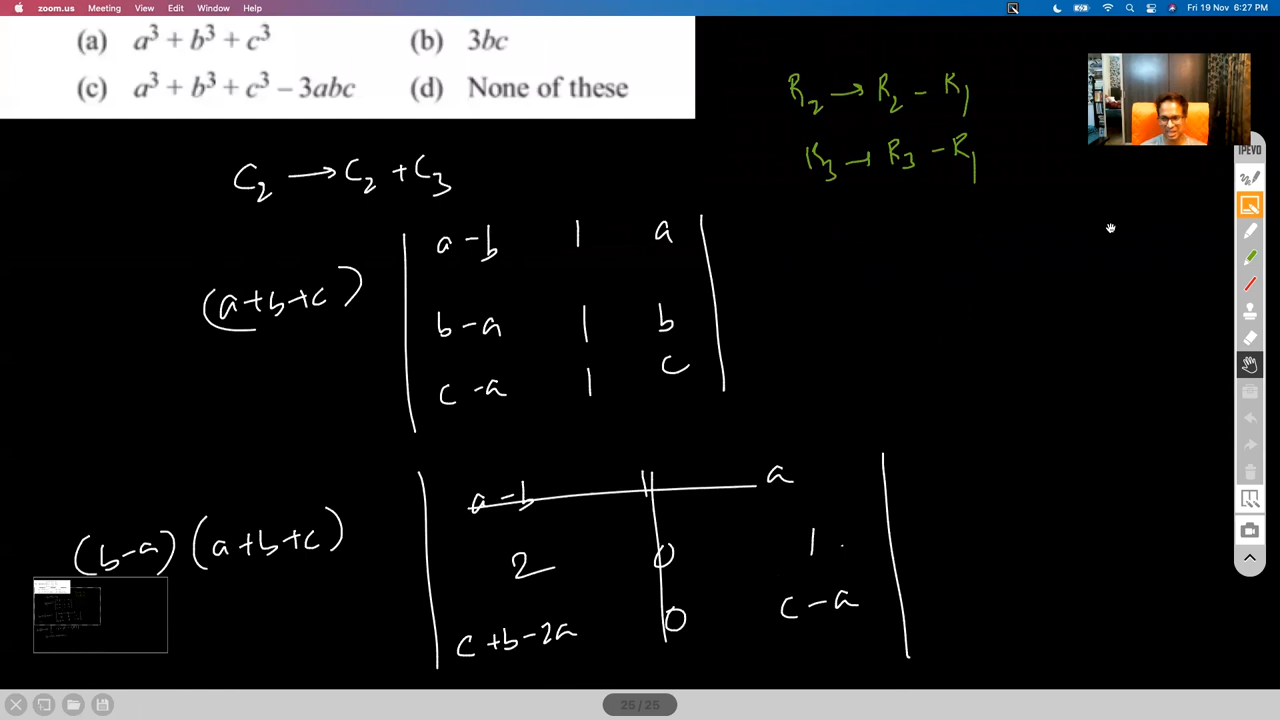 zoom.us Meeting View Edit Window Help Fri 19 Nov 6:27 PM
(a) a³ + b³ + c³ (b) 3bc
(c) a³ + b³ + c³ − 3abc (d) None of these
R₂ → R₂ − R₁
R₃ → R₃ − R₁
IPEVO
C₂ → C₂ + C₃
a − b 1 a
(a+b+c)
b − a 1 b
c − a 1 c
a − b 1 a
(b−a) (a+b+c)
2 0 1
c + b − 2a 0 c − a
25 / 25